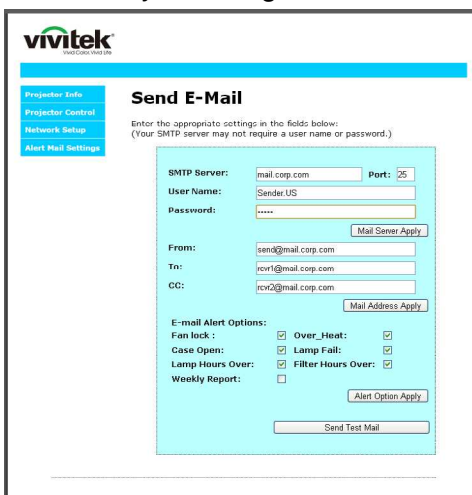 vivitek®
Vivid Color, Vivid Life
Projector Info
Projector Control
Network Setup
Alert Mail Settings
Send E-Mail
Enter the appropriate settings in the fields below:
(Your SMTP server may not require a user name or password.)
SMTP Server: mail.corp.com Port: 25
User Name: Sender.US
Password: •••••
Mail Server Apply
From: send@mail.corp.com
To: rcvr1@mail.corp.com
CC: rcvr2@mail.corp.com
Mail Address Apply
E-mail Alert Options:
Fan lock : Over_Heat:
Case Open: Lamp Fail:
Lamp Hours Over: Filter Hours Over:
Weekly Report:
Alert Option Apply
Send Test Mail